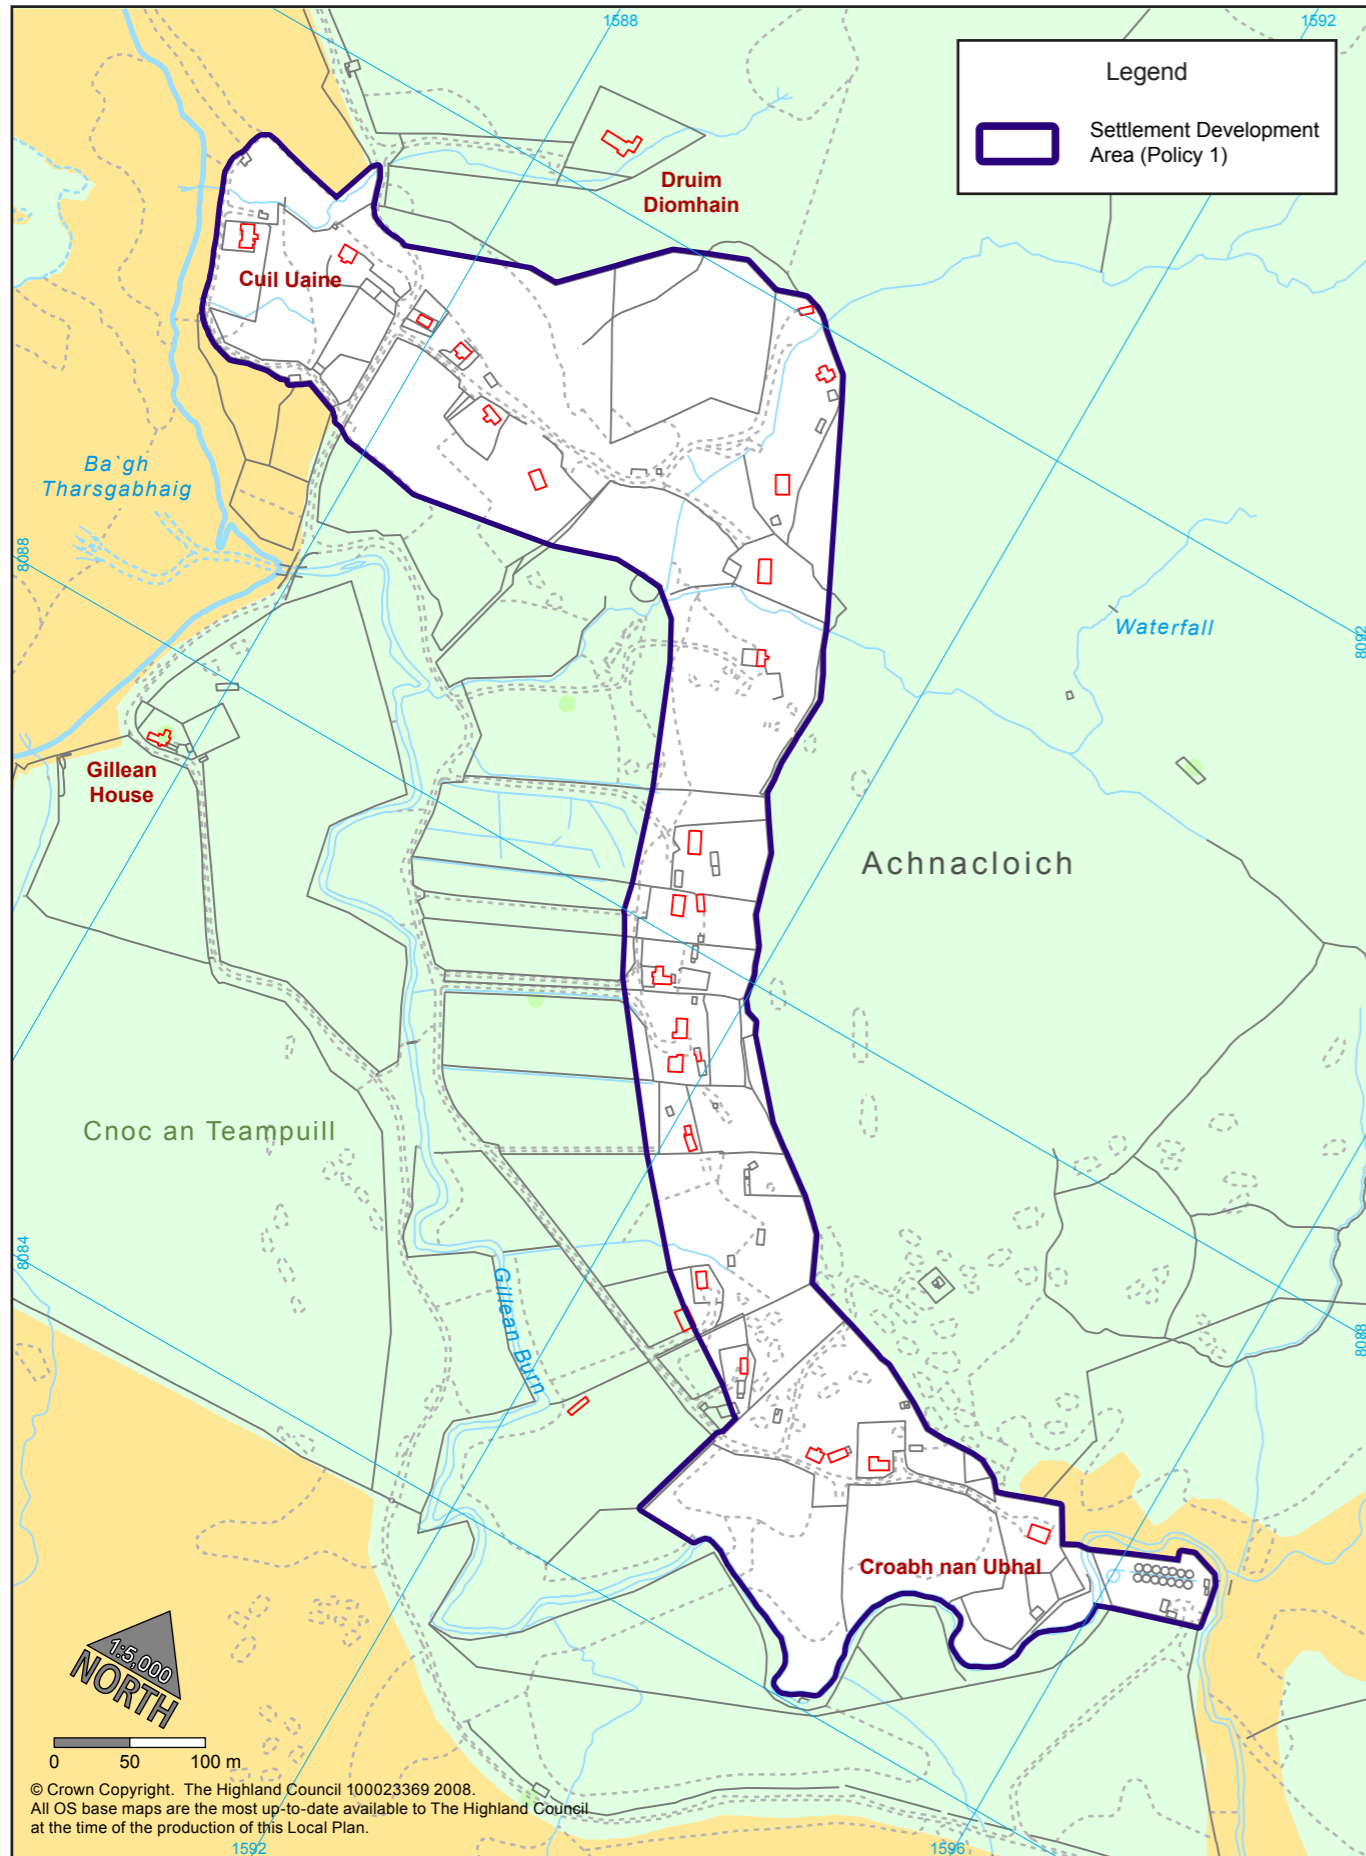 1588
1592
Legend
Settlement Development
Area (Policy 1)
Druim
Diomhain
Cuil Uaine
Ba`gh
Tharsgabhaig
8088
Waterfall
8092
Gillean
House
Achnacloich
Cnoc an Teampuill
8084
Gillean Burn
8088
Croabh nan Ubhal
1:5,000
NORTH
0 50 100 m
© Crown Copyright. The Highland Council 100023369 2008.
All OS base maps are the most up-to-date available to The Highland Council
at the time of the production of this Local Plan.
1592
1596